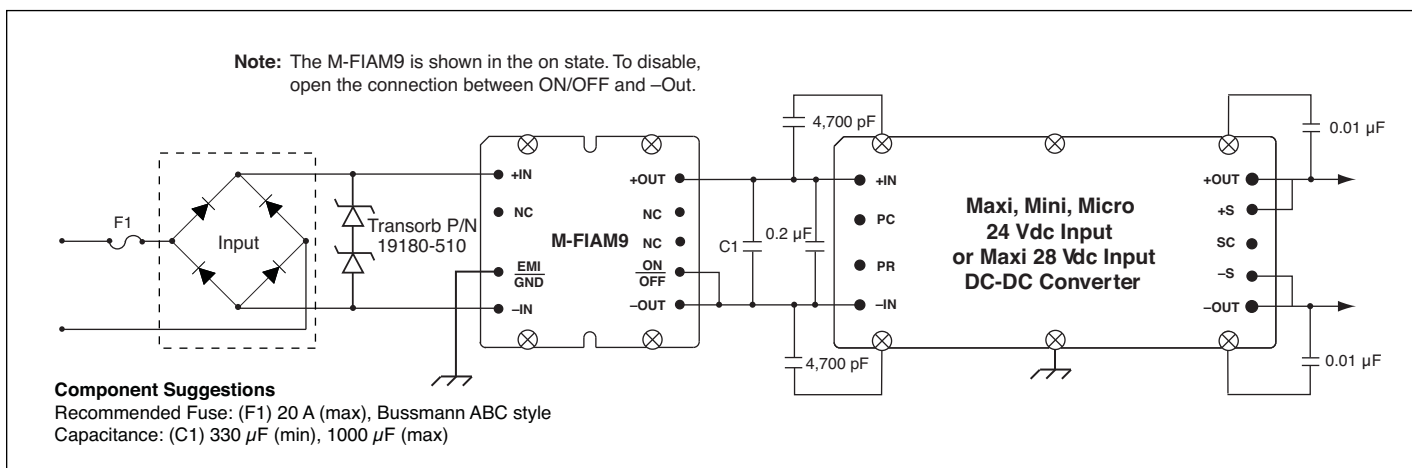 Note: The M-FIAM9 is shown in the on state. To disable,
open the connection between ON/OFF and –Out.
F1
Input
Transorb P/N
19180-510
+IN
NC
EMI
GND
–IN
M-FIAM9
+OUT
NC
NC
ON
OFF
–OUT
C1
0.2 µF
4,700 pF
4,700 pF
+IN
PC
PR
–IN
Maxi, Mini, Micro
24 Vdc Input
or Maxi 28 Vdc Input
DC-DC Converter
+OUT
+S
SC
–S
–OUT
0.01 µF
0.01 µF
Component Suggestions
Recommended Fuse: (F1) 20 A (max), Bussmann ABC style
Capacitance: (C1) 330 µF (min), 1000 µF (max)